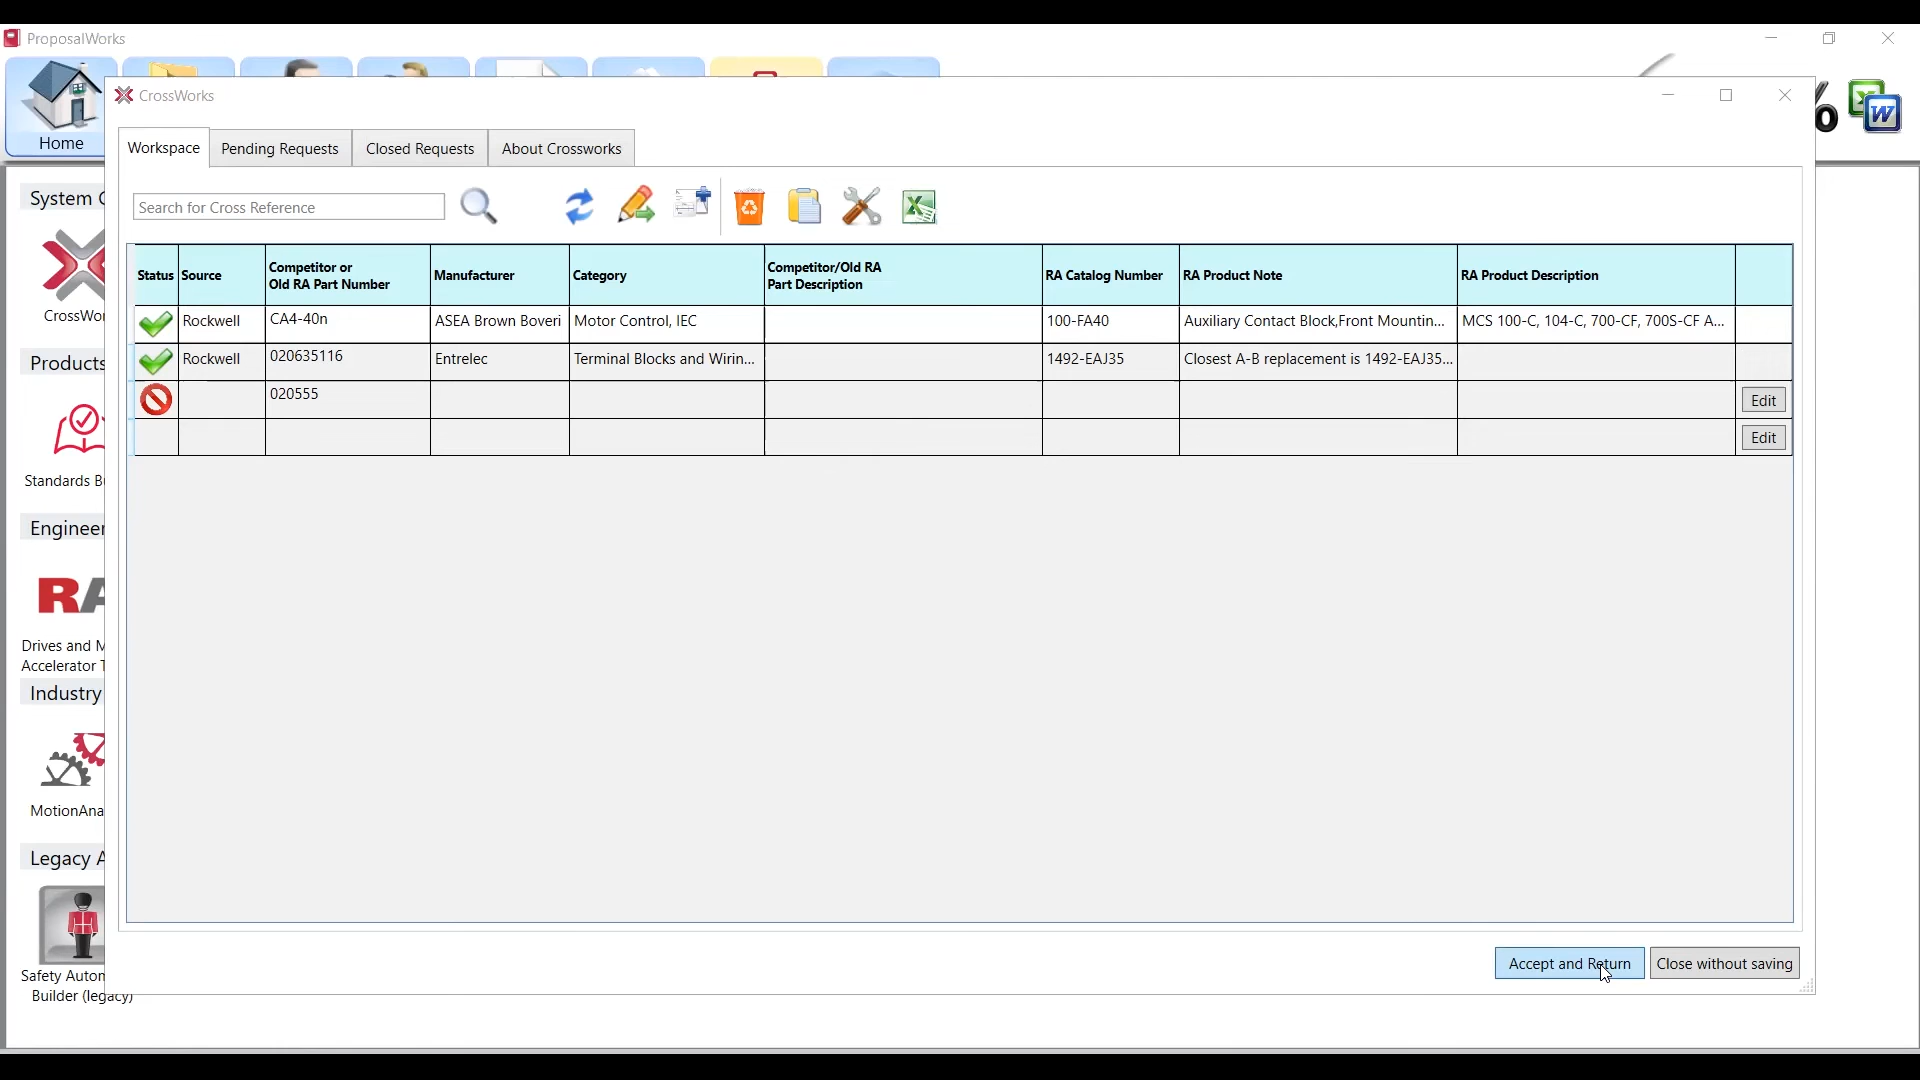 ProposalWorks
Home
CrossWorks
Workspace
Pending Requests
Closed Requests
About Crossworks
%
W
Search for Cross Reference
Status
Source
Competitor or
Old RA Part Number
Manufacturer
Category
Competitor/Old RA
Part Description
RA Catalog Number
RA Product Note
RA Product Description
Rockwell
CA4-40n
ASEA Brown Boveri
Motor Control, IEC
100-FA40
Auxiliary Contact Block,Front Mountin...
MCS 100-C, 104-C, 700-CF, 700S-CF A...
Rockwell
020635116
Entrelec
Terminal Blocks and Wirin...
1492-EAJ35
Closest A-B replacement is 1492-EAJ35...
020555
Edit
Edit
System C
CrossWor
Products
Standards B
Engineer
RA
Drives and M
Accelerator T
Industry
MotionAna
Legacy A
Safety Autom
Builder (legacy)
Accept and Return
Close without saving